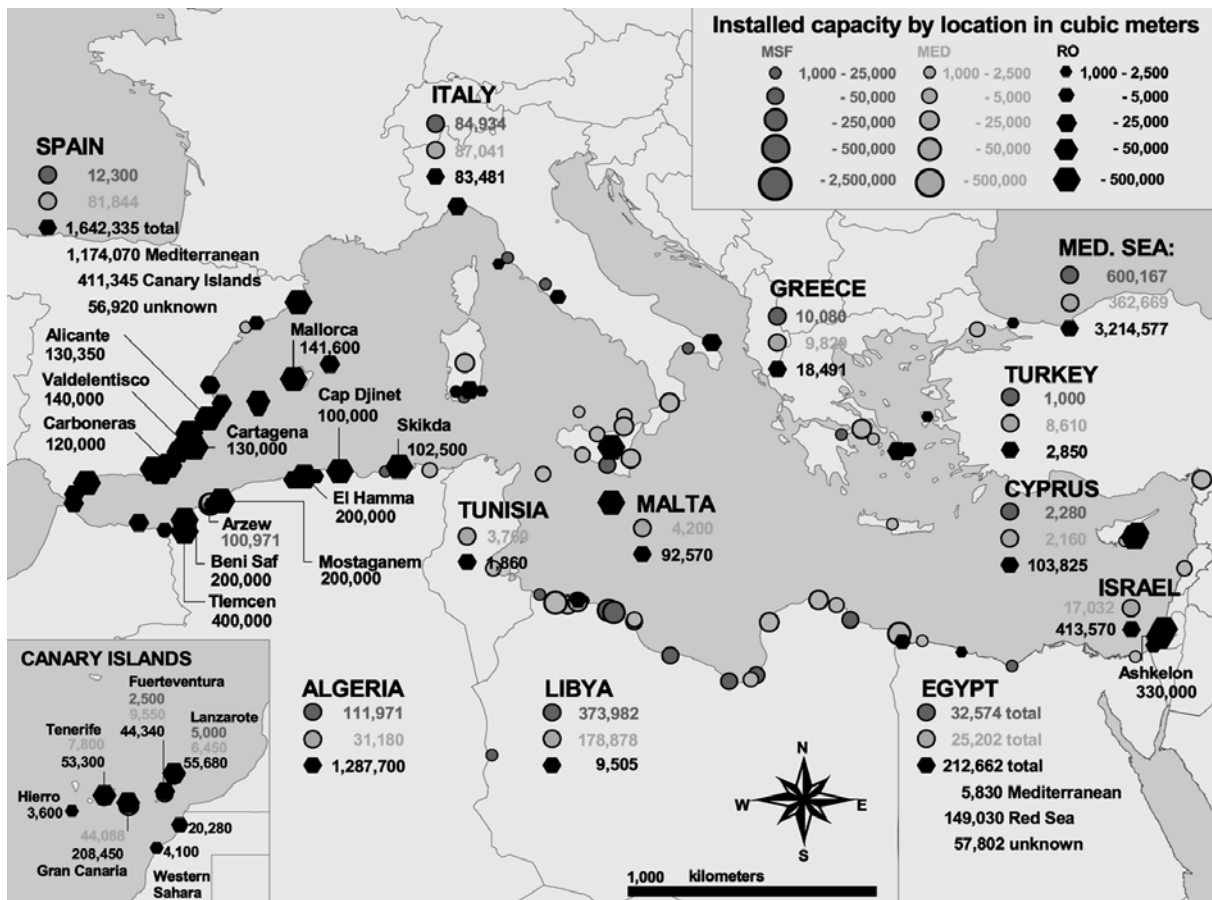 Installed capacity by location in cubic meters
MSF
1,000 - 25,000
- 50,000
- 250,000
- 500,000
- 2,500,000
MED
1,000 - 2,500
- 5,000
- 25,000
- 50,000
- 500,000
RO
1,000 - 2,500
- 5,000
- 25,000
- 50,000
- 500,000
ITALY
84,934
87,041
83,481
SPAIN
12,300
81,844
1,642,335 total
1,174,070 Mediterranean
411,345 Canary Islands
56,920 unknown
MED. SEA:
600,167
362,669
3,214,577
GREECE
10,080
18,491
Alicante
130,350
Mallorca
141,600
Valdelentisco
140,000
Cap Djinet
100,000
Carboneras
120,000
Cartagena
130,000
Skikda
102,500
TURKEY
1,000
8,610
2,850
El Hamma
200,000
CYPRUS
2,280
2,160
103,825
TUNISIA
1,860
MALTA
4,200
92,570
Arzew
100,971
Beni Saf
200,000
Mostaganem
200,000
Tlemcen
400,000
ISRAEL
17,032
413,570
Ashkelon
330,000
CANARY ISLANDS
Fuerteventura
2,500
9,550
44,340
Lanzarote
5,000
6,450
55,680
Tenerife
7,800
53,300
Hierro
3,600
44,088
208,450
Gran Canaria
20,280
4,100
Western
Sahara
ALGERIA
111,971
31,180
1,287,700
LIBYA
373,982
178,878
9,505
EGYPT
32,574 total
25,202 total
212,662 total
5,830 Mediterranean
149,030 Red Sea
57,802 unknown
N
W
E
S
1,000 kilometers